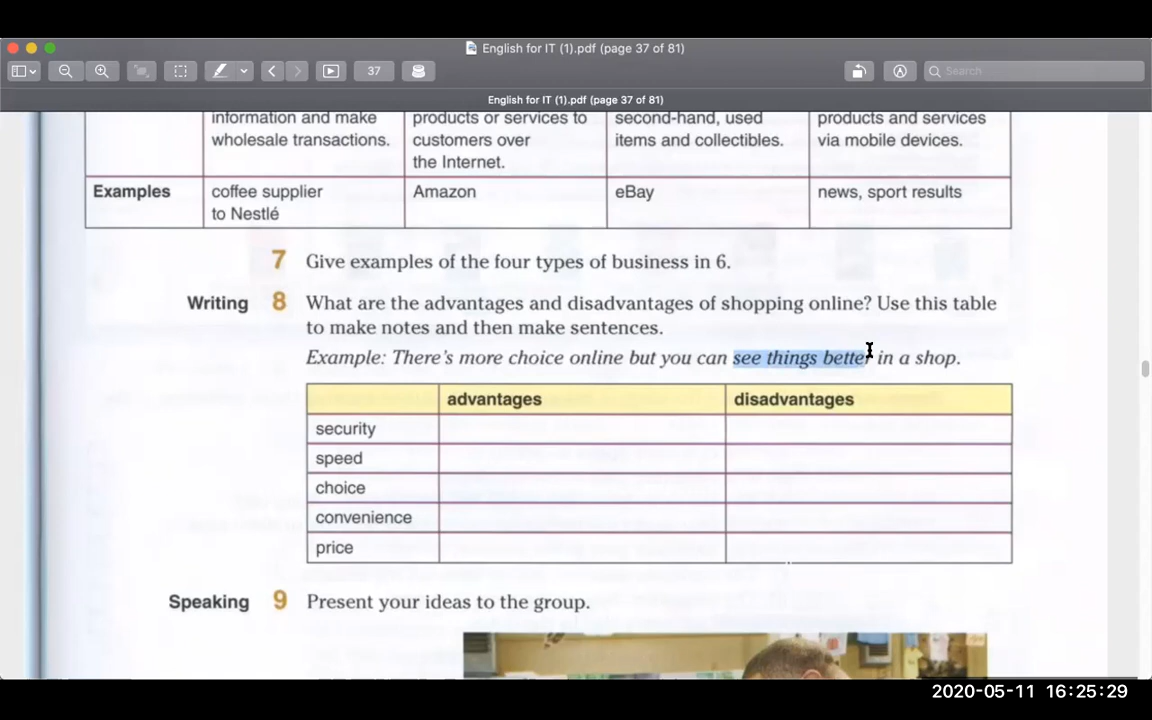 English for IT (1).pdf (page 37 of 81)
37
Search
English for IT (1).pdf (page 37 of 81)
information and make products or services to second-hand, used products and services
wholesale transactions. customers over items and collectibles. via mobile devices.
the Internet.
Examples coffee supplier Amazon eBay news, sport results
to Nestlé
7 Give examples of the four types of business in 6.
Writing 8 What are the advantages and disadvantages of shopping online? Use this table
to make notes and then make sentences.
Example: There's more choice online but you can see things better in a shop.
advantages disadvantages
security
speed
choice
convenience
price
Speaking 9 Present your ideas to the group.
2020-05-11 16:25:29